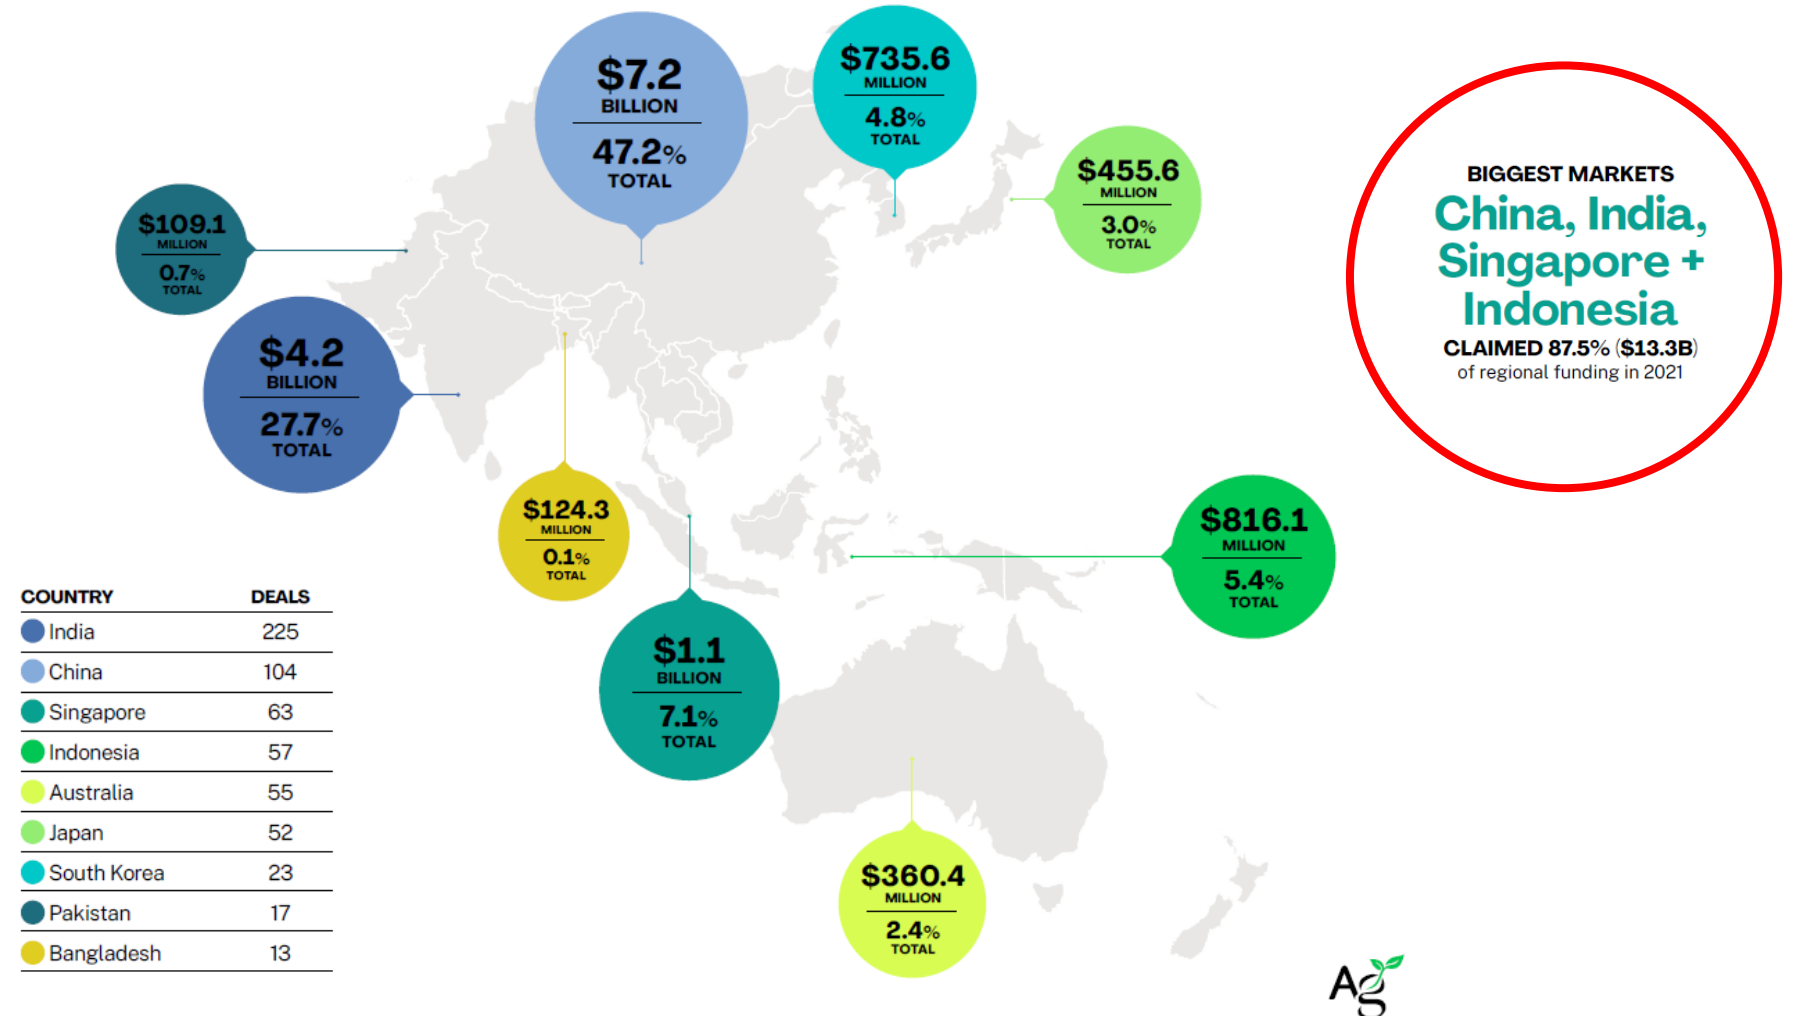 $7.2
BILLION
47.2%
TOTAL
$735.6
MILLION
4.8%
TOTAL
$455.6
MILLION
3.0%
TOTAL
$109.1
MILLION
0.7%
TOTAL
$4.2
BILLION
27.7%
TOTAL
$124.3
MILLION
0.1%
TOTAL
$1.1
BILLION
7.1%
TOTAL
$816.1
MILLION
5.4%
TOTAL
$360.4
MILLION
2.4%
TOTAL
BIGGEST MARKETS
China, India,
Singapore +
Indonesia
CLAIMED 87.5% ($13.3B)
of regional funding in 2021
COUNTRY DEALS
India 225
China 104
Singapore 63
Indonesia 57
Australia 55
Japan 52
South Korea 23
Pakistan 17
Bangladesh 13
Ag